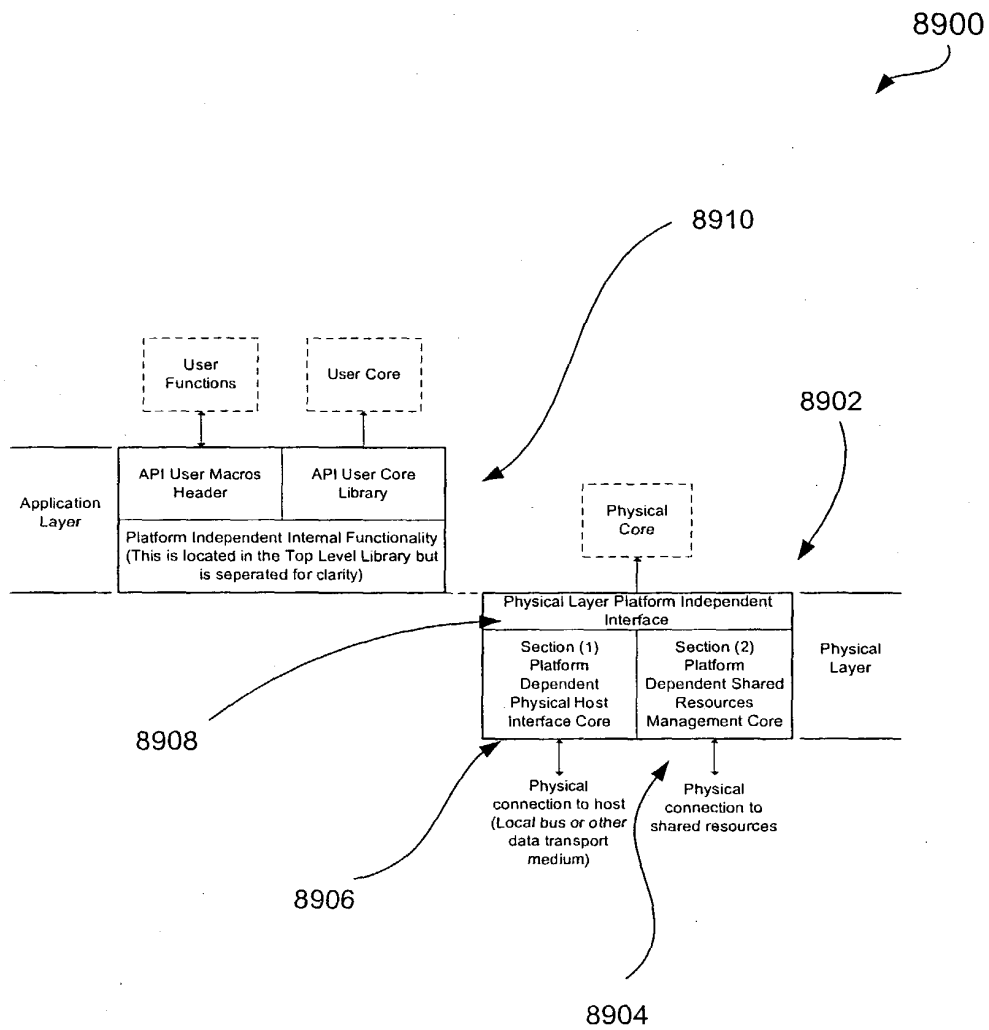 8900
8910
User
Functions
User Core
8902
Application
Layer
API User Macros
Header
API User Core
Library
Platform Independent Internal Functionality
(This is located in the Top Level Library but
is seperated for clarity)
Physical
Core
Physical Layer Platform Independent
Interface
Section (1)
Platform
Dependent
Physical Host
Interface Core
Section (2)
Platform
Dependent Shared
Resources
Management Core
Physical
Layer
8908
Physical
connection to host
(Local bus or other
data transport
medium)
Physical
connection to
shared resources
8906
8904